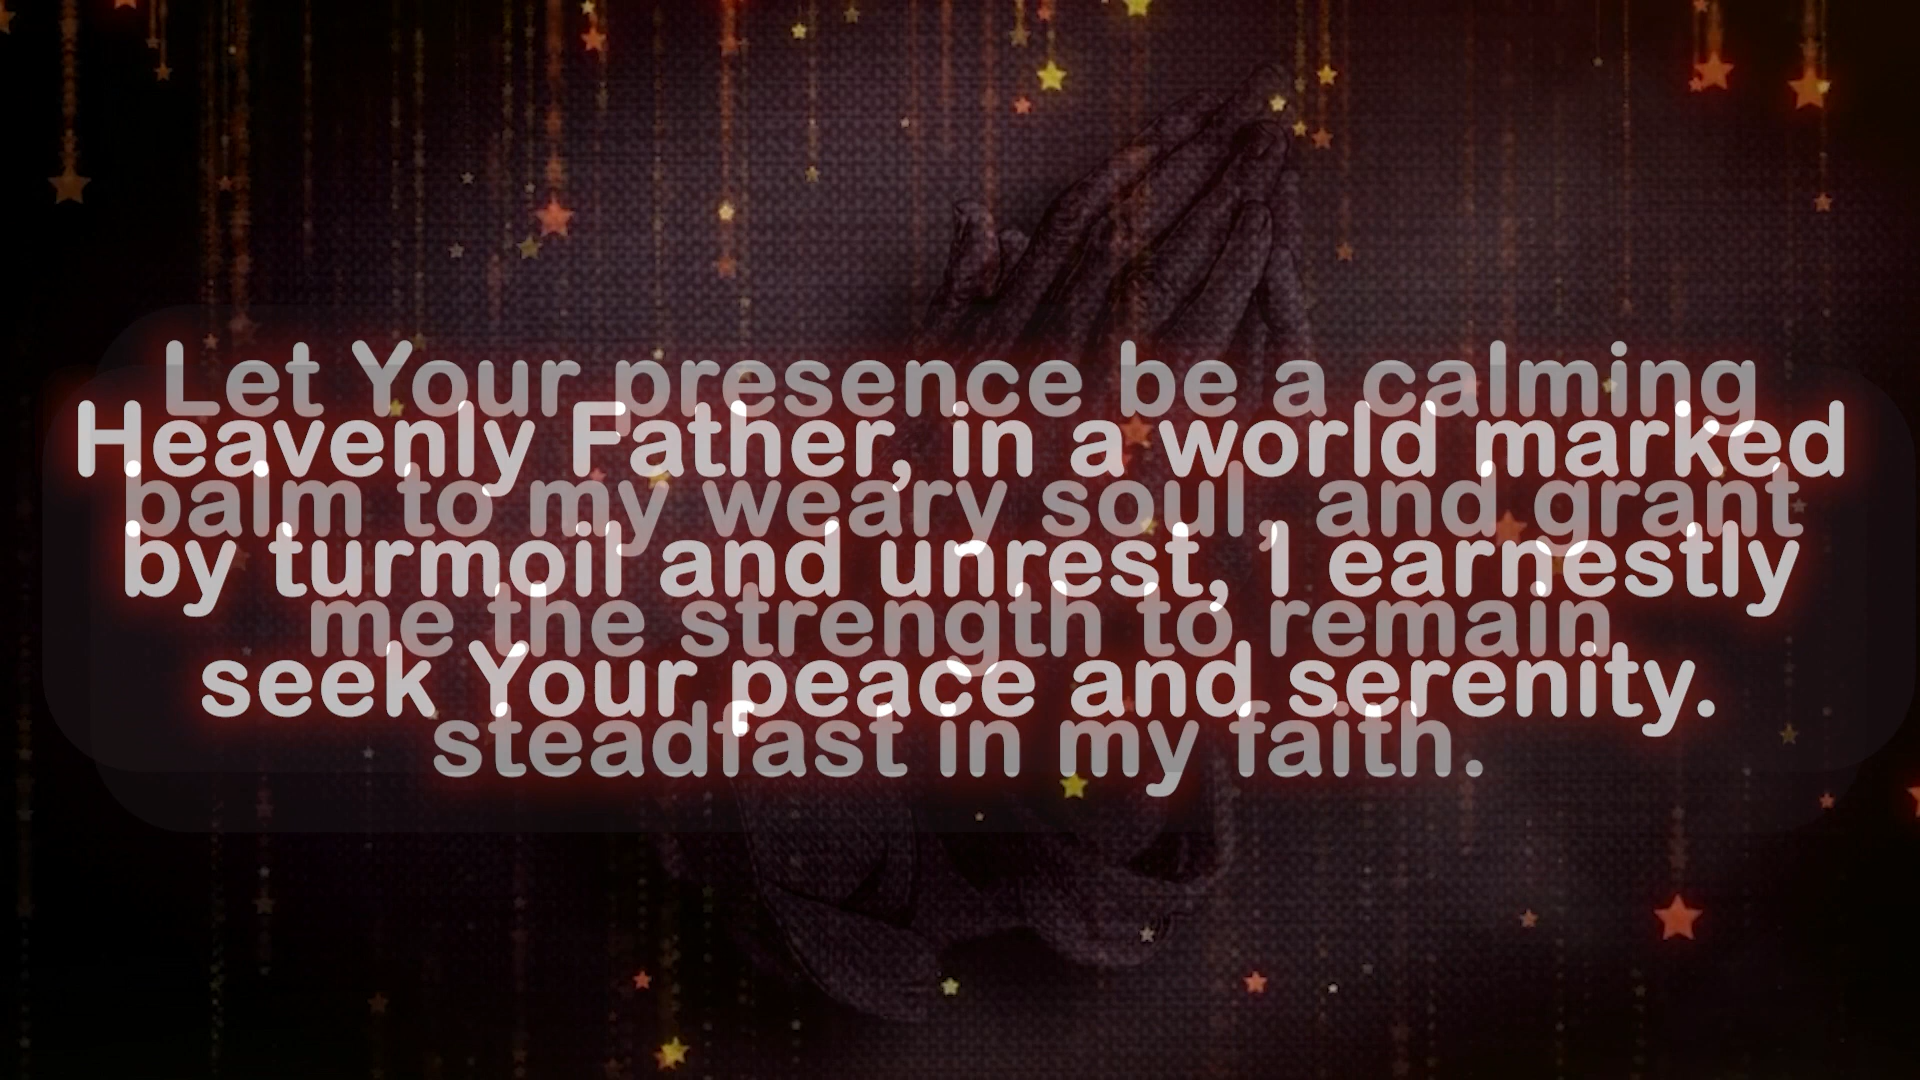 Heavenly Father, in a world marked
by turmoil and unrest, I earnestly
seek Your peace and serenity.
Let Your presence be a calming
balm to my weary soul, and grant
me the strength to remain
steadfast in my faith.